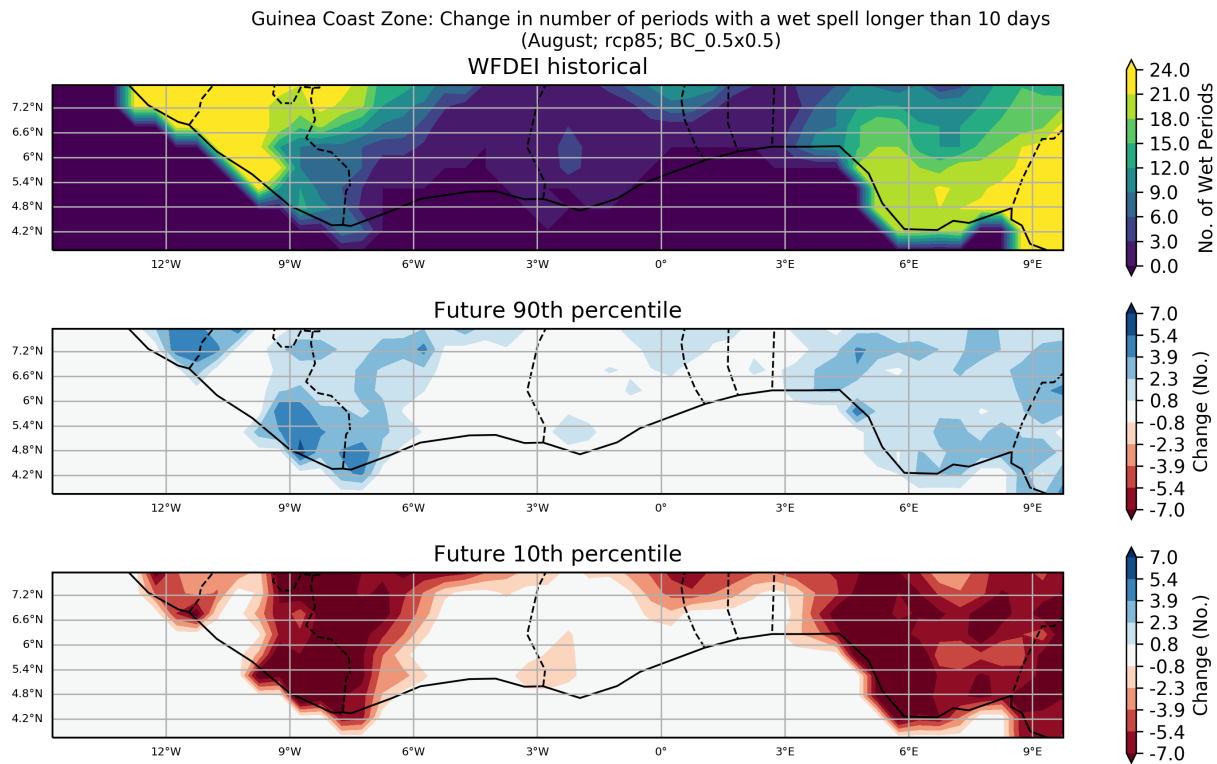 Guinea Coast Zone: Change in number of periods with a wet spell longer than 10 days
(August; rcp85; BC_0.5x0.5)
WFDEI historical
7.2°N
6.6°N
6°N
5.4°N
4.8°N
4.2°N
12°W 9°W 6°W 3°W 0° 3°E 6°E 9°E
24.0
21.0
18.0
15.0
12.0
9.0
6.0
3.0
0.0
No. of Wet Periods
Future 90th percentile
7.2°N
6.6°N
6°N
5.4°N
4.8°N
4.2°N
12°W 9°W 6°W 3°W 0° 3°E 6°E 9°E
7.0
5.4
3.9
2.3
0.8
-0.8
-2.3
-3.9
-5.4
-7.0
Change (No.)
Future 10th percentile
7.2°N
6.6°N
6°N
5.4°N
4.8°N
4.2°N
12°W 9°W 6°W 3°W 0° 3°E 6°E 9°E
7.0
5.4
3.9
2.3
0.8
-0.8
-2.3
-3.9
-5.4
-7.0
Change (No.)